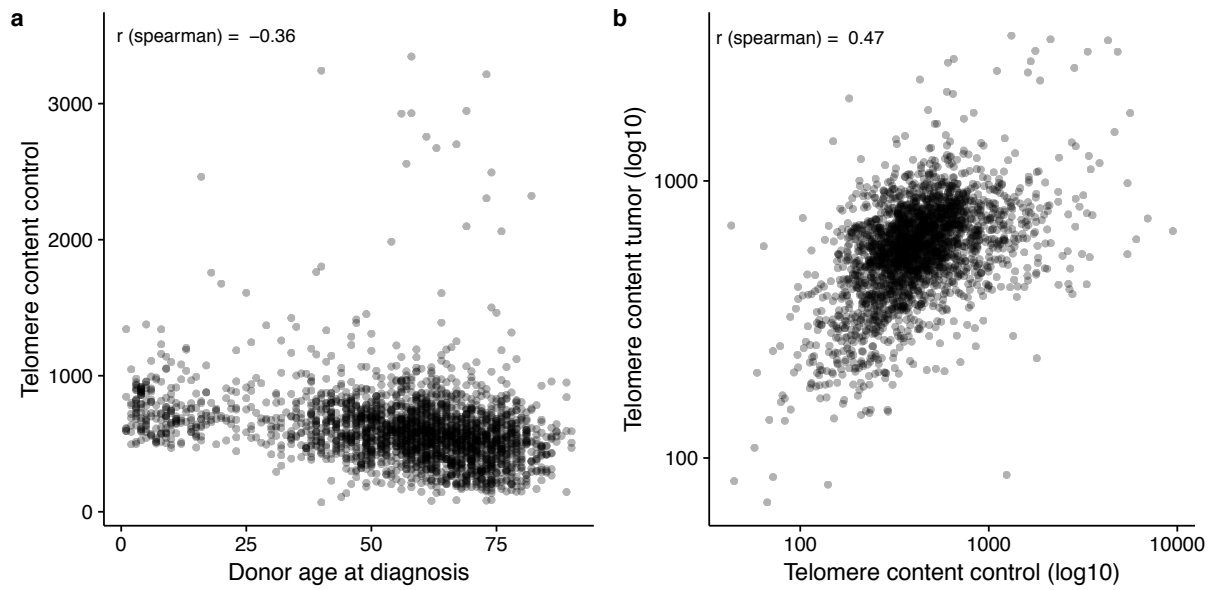 a
r (spearman) = −0.36
Telomere content control
3000
2000
1000
0
0 25 50 75
Donor age at diagnosis
b
r (spearman) = 0.47
Telomere content tumor (log10)
1000
100
100 1000 10000
Telomere content control (log10)